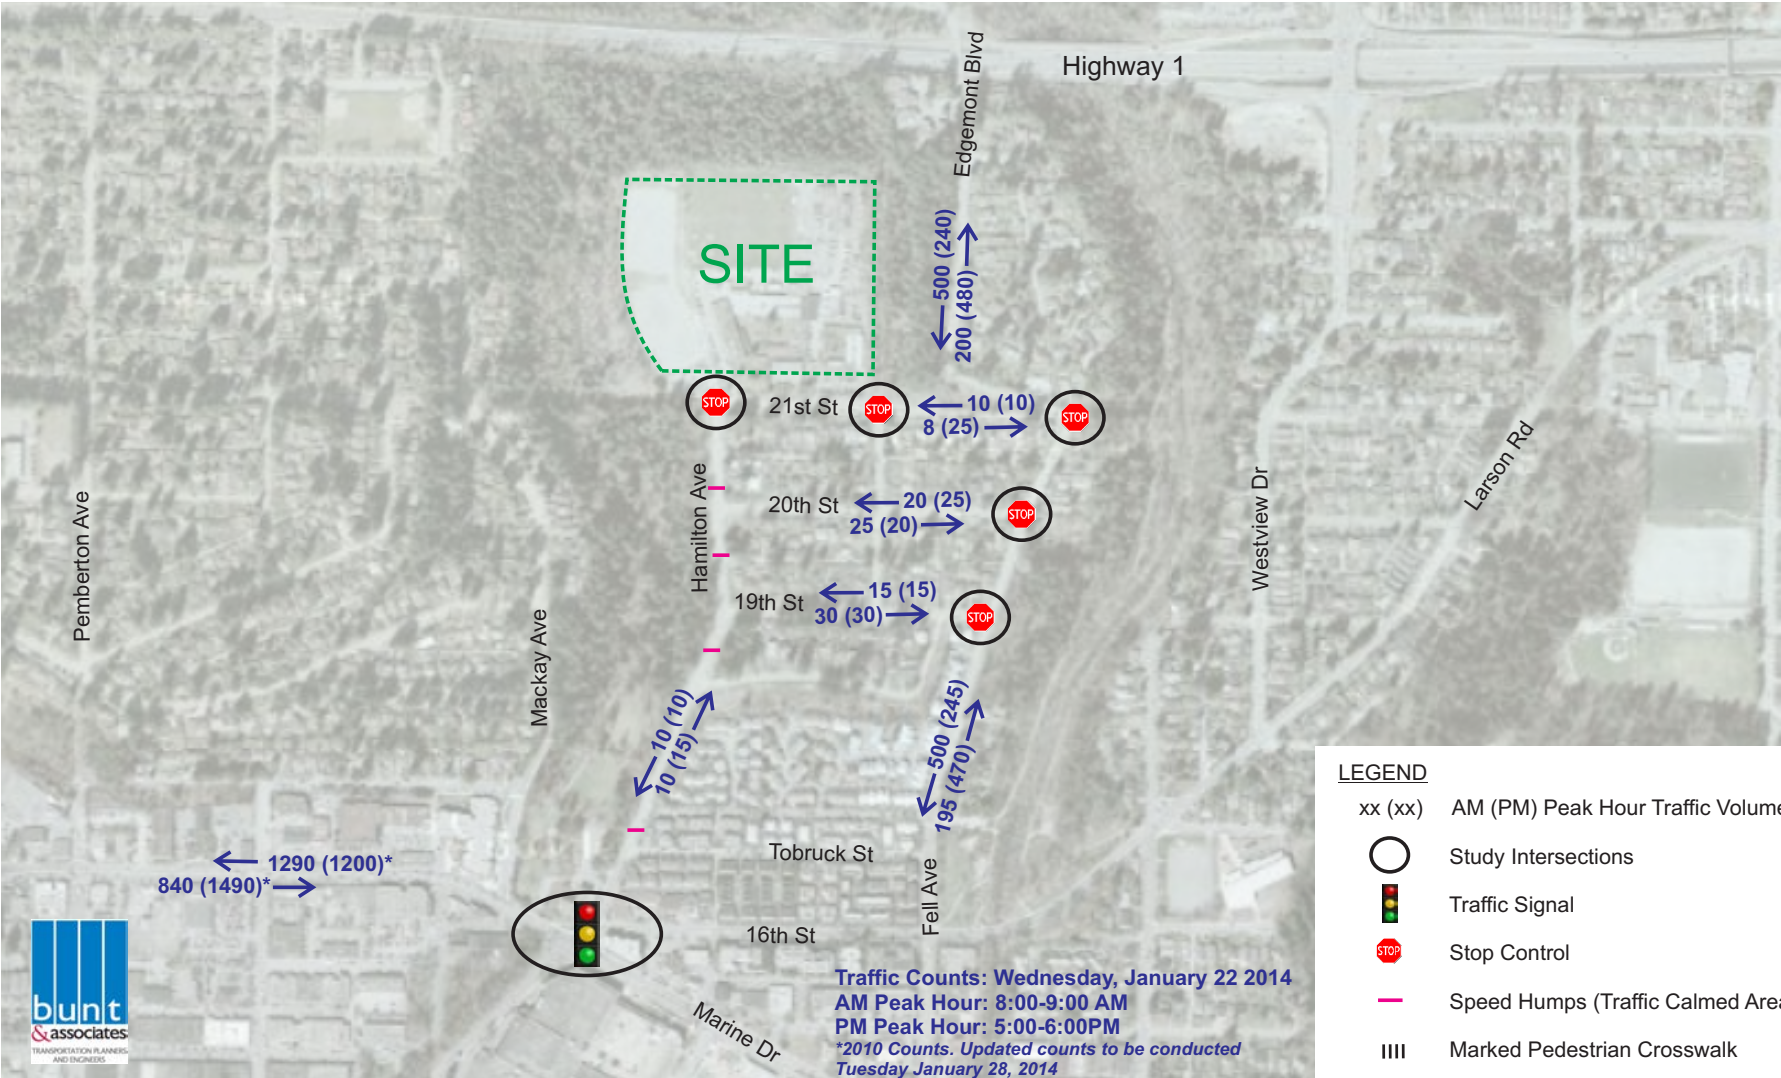 Highway 1
Edgemont Blvd
SITE
500 (240)
200 (480)
STOP
21st St
STOP
10 (10)
8 (25)
STOP
Hamilton Ave
20th St
20 (25)
25 (20)
STOP
19th St
15 (15)
30 (30)
STOP
Pemberton Ave
Mackay Ave
Westview Dr
Larson Rd
10 (10)
10 (15)
500 (245)
195 (470)
1290 (1200)*
840 (1490)*
Tobruck St
Fell Ave
16th St
Marine Dr
Traffic Counts: Wednesday, January 22 2014
AM Peak Hour: 8:00-9:00 AM
PM Peak Hour: 5:00-6:00PM
*2010 Counts. Updated counts to be conducted
Tuesday January 28, 2014
LEGEND
xx (xx) AM (PM) Peak Hour Traffic Volume
Study Intersections
Traffic Signal
STOP Stop Control
Speed Humps (Traffic Calmed Area
Marked Pedestrian Crosswalk
bunt
& associates
TRANSPORTATION PLANNERS
AND ENGINEERS